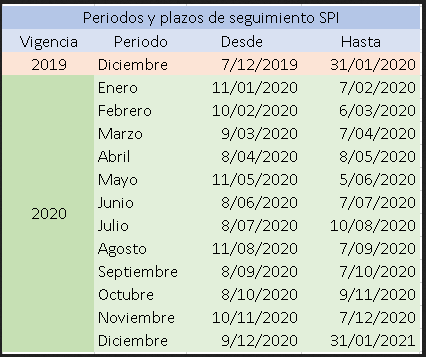 Periodos y plazos de seguimiento SPI
Vigencia Periodo Desde Hasta
2019 Diciembre 7/12/2019 31/01/2020
Enero 11/01/2020 7/02/2020
Febrero 10/02/2020 6/03/2020
Marzo 9/03/2020 7/04/2020
Abril 8/04/2020 8/05/2020
Mayo 11/05/2020 5/06/2020
Junio 8/06/2020 7/07/2020
2020
Julio 8/07/2020 10/08/2020
Agosto 11/08/2020 7/09/2020
Septiembre 8/09/2020 7/10/2020
Octubre 8/10/2020 9/11/2020
Noviembre 10/11/2020 7/12/2020
Diciembre 9/12/2020 31/01/2021